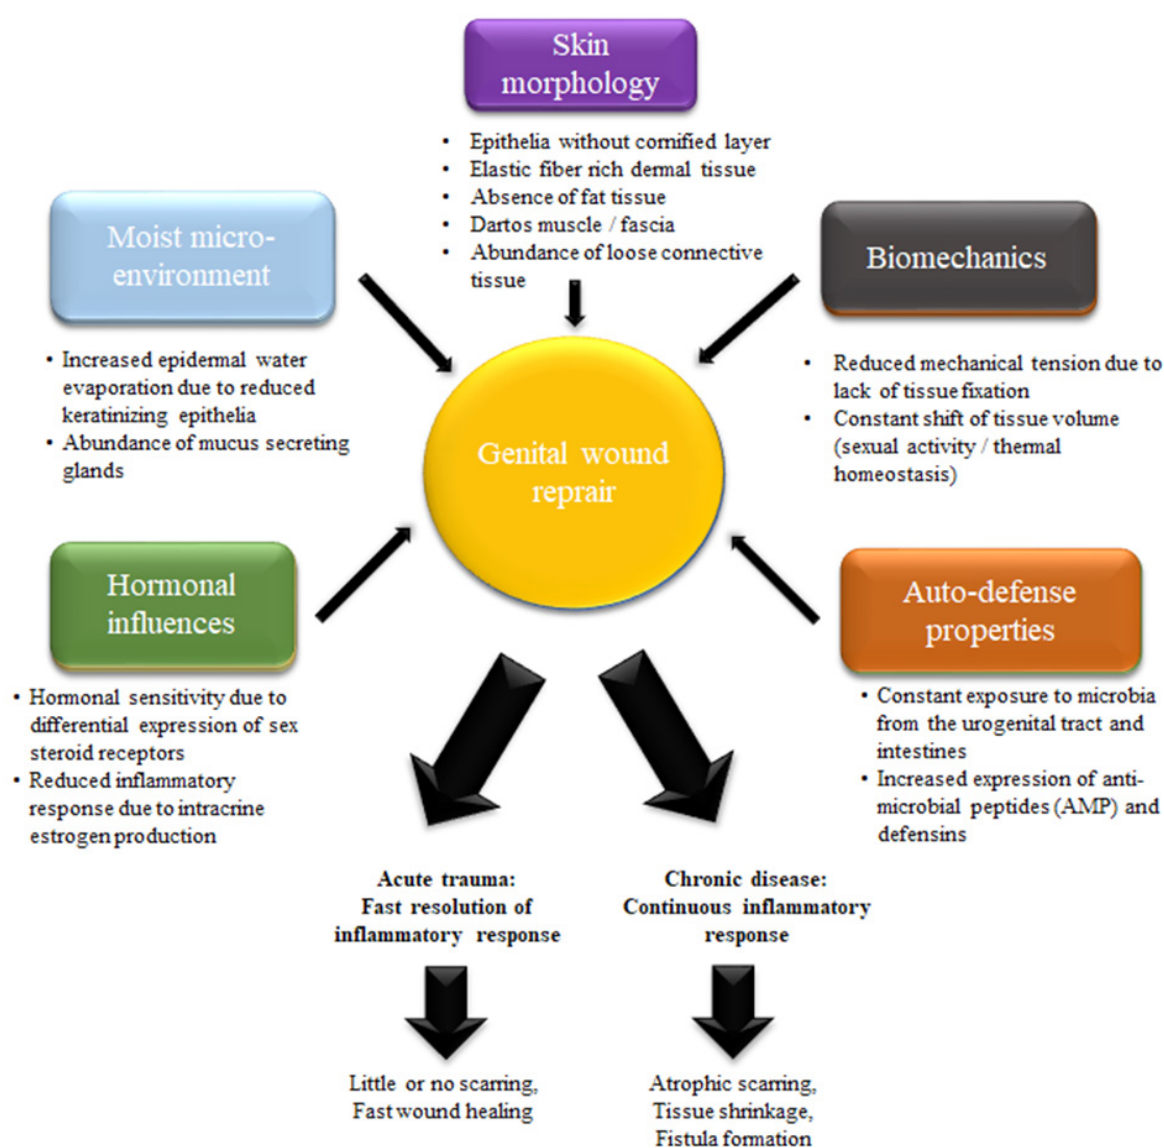 Skin
morphology
• Epithelia without cornified layer
• Elastic fiber rich dermal tissue
• Absence of fat tissue
• Dartos muscle / fascia
• Abundance of loose connective
tissue
Moist micro-
environment
• Increased epidermal water
evaporation due to reduced
keratinizing epithelia
• Abundance of mucus secreting
glands
Biomechanics
• Reduced mechanical tension due to
lack of tissue fixation
• Constant shift of tissue volume
(sexual activity / thermal
homeostasis)
Genital wound
reprair
Hormonal
influences
• Hormonal sensitivity due to
differential expression of sex
steroid receptors
• Reduced inflammatory
response due to intracrine
estrogen production
Auto-defense
properties
• Constant exposure to microbia
from the urogenital tract and
intestines
• Increased expression of anti-
microbial peptides (AMP) and
defensins
Acute trauma:
Fast resolution of
inflammatory response
Chronic disease:
Continuous inflammatory
response
Little or no scarring,
Fast wound healing
Atrophic scarring,
Tissue shrinkage,
Fistula formation